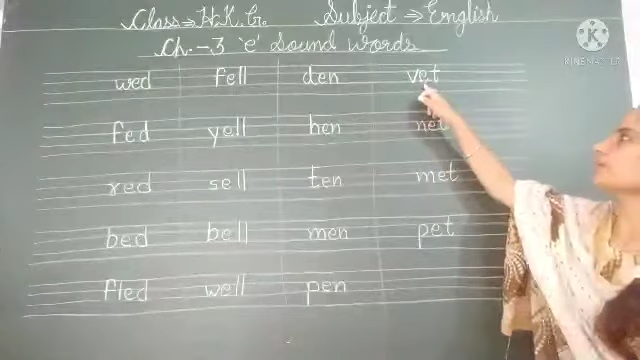 Class⇒ H.K.G. Subject ⇒ English
Ch.-3 'e' Sound Words
wed fell den vet
fed yell hen net
red sell ten met
bed bell men pet
fled well pen
KINEMASTER